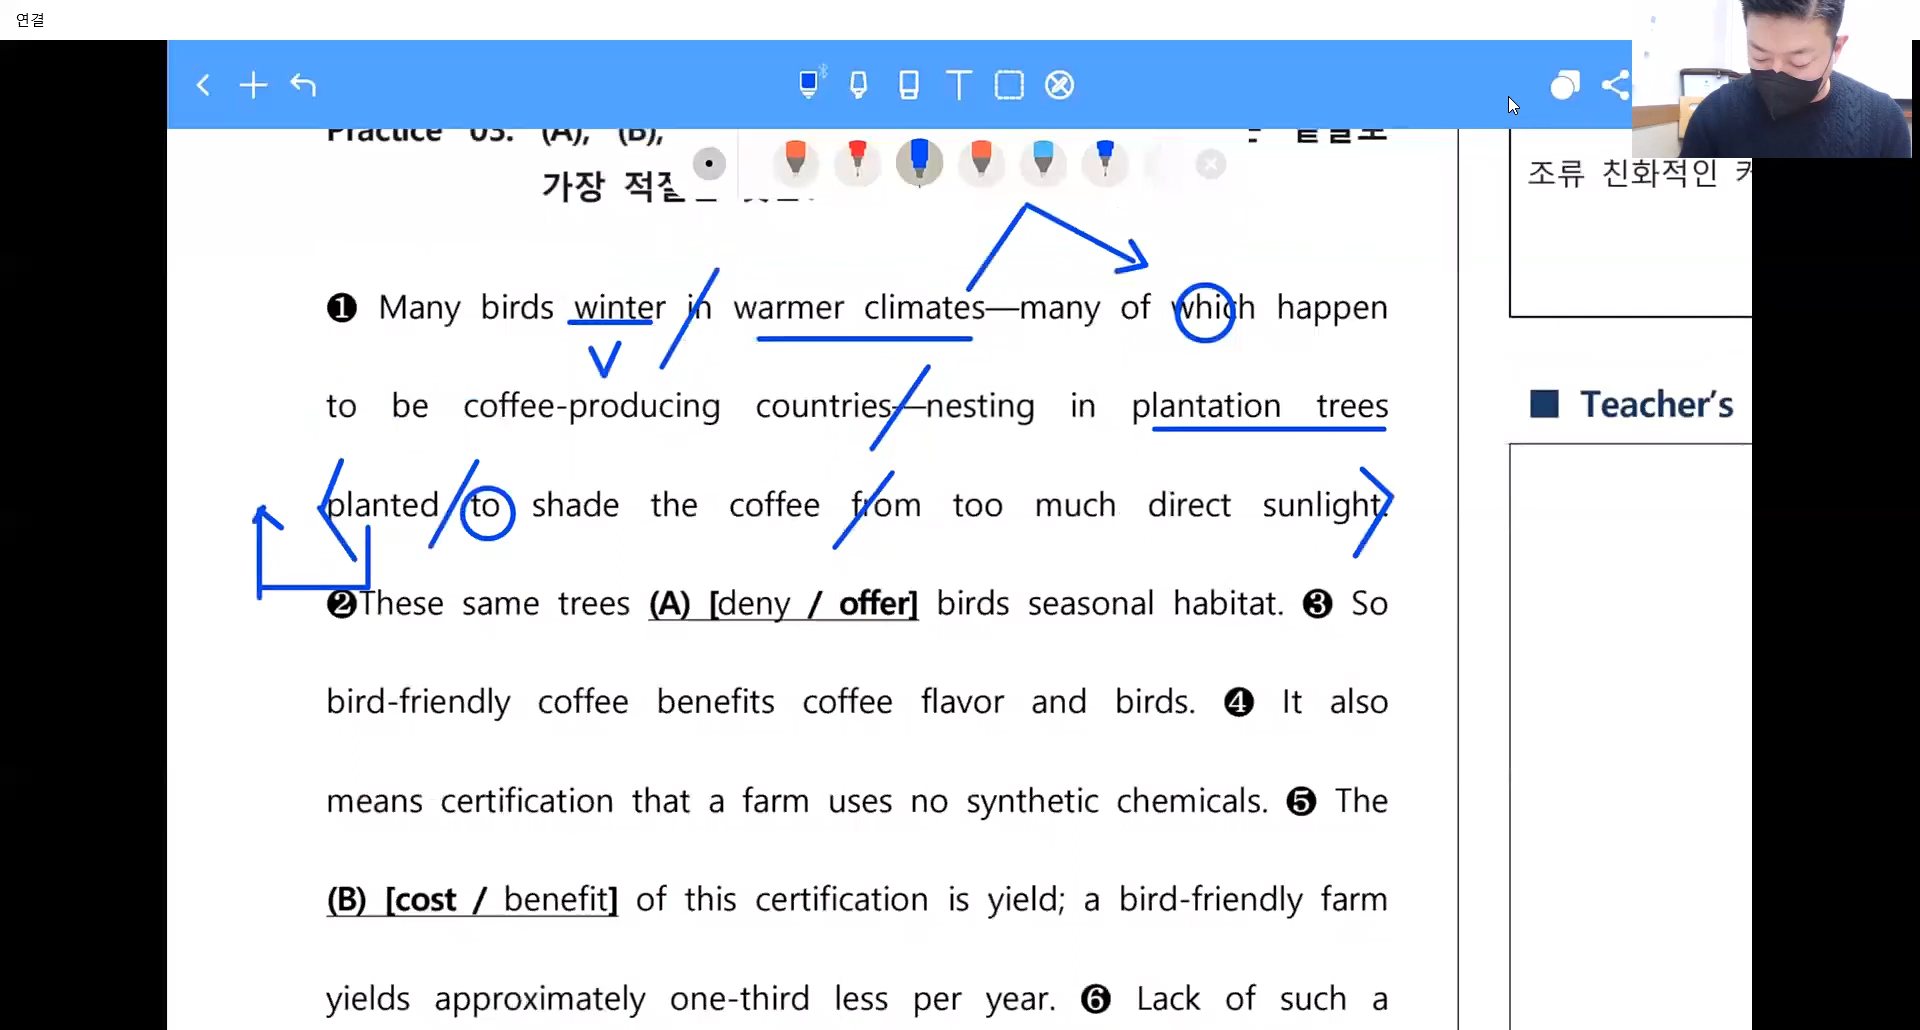 연결
Practice 03. (A), (B),
가장 적절
조류 친화적인
❶ Many birds winter in warmer climates—many of which happen
to be coffee-producing countries—nesting in plantation trees
planted to shade the coffee from too much direct sunlight.
❷These same trees (A) [deny / offer] birds seasonal habitat. ❸ So
bird-friendly coffee benefits coffee flavor and birds. ❹ It also
means certification that a farm uses no synthetic chemicals. ❺ The
(B) [cost / benefit] of this certification is yield; a bird-friendly farm
yields approximately one-third less per year. ❻ Lack of such a
■ Teacher's